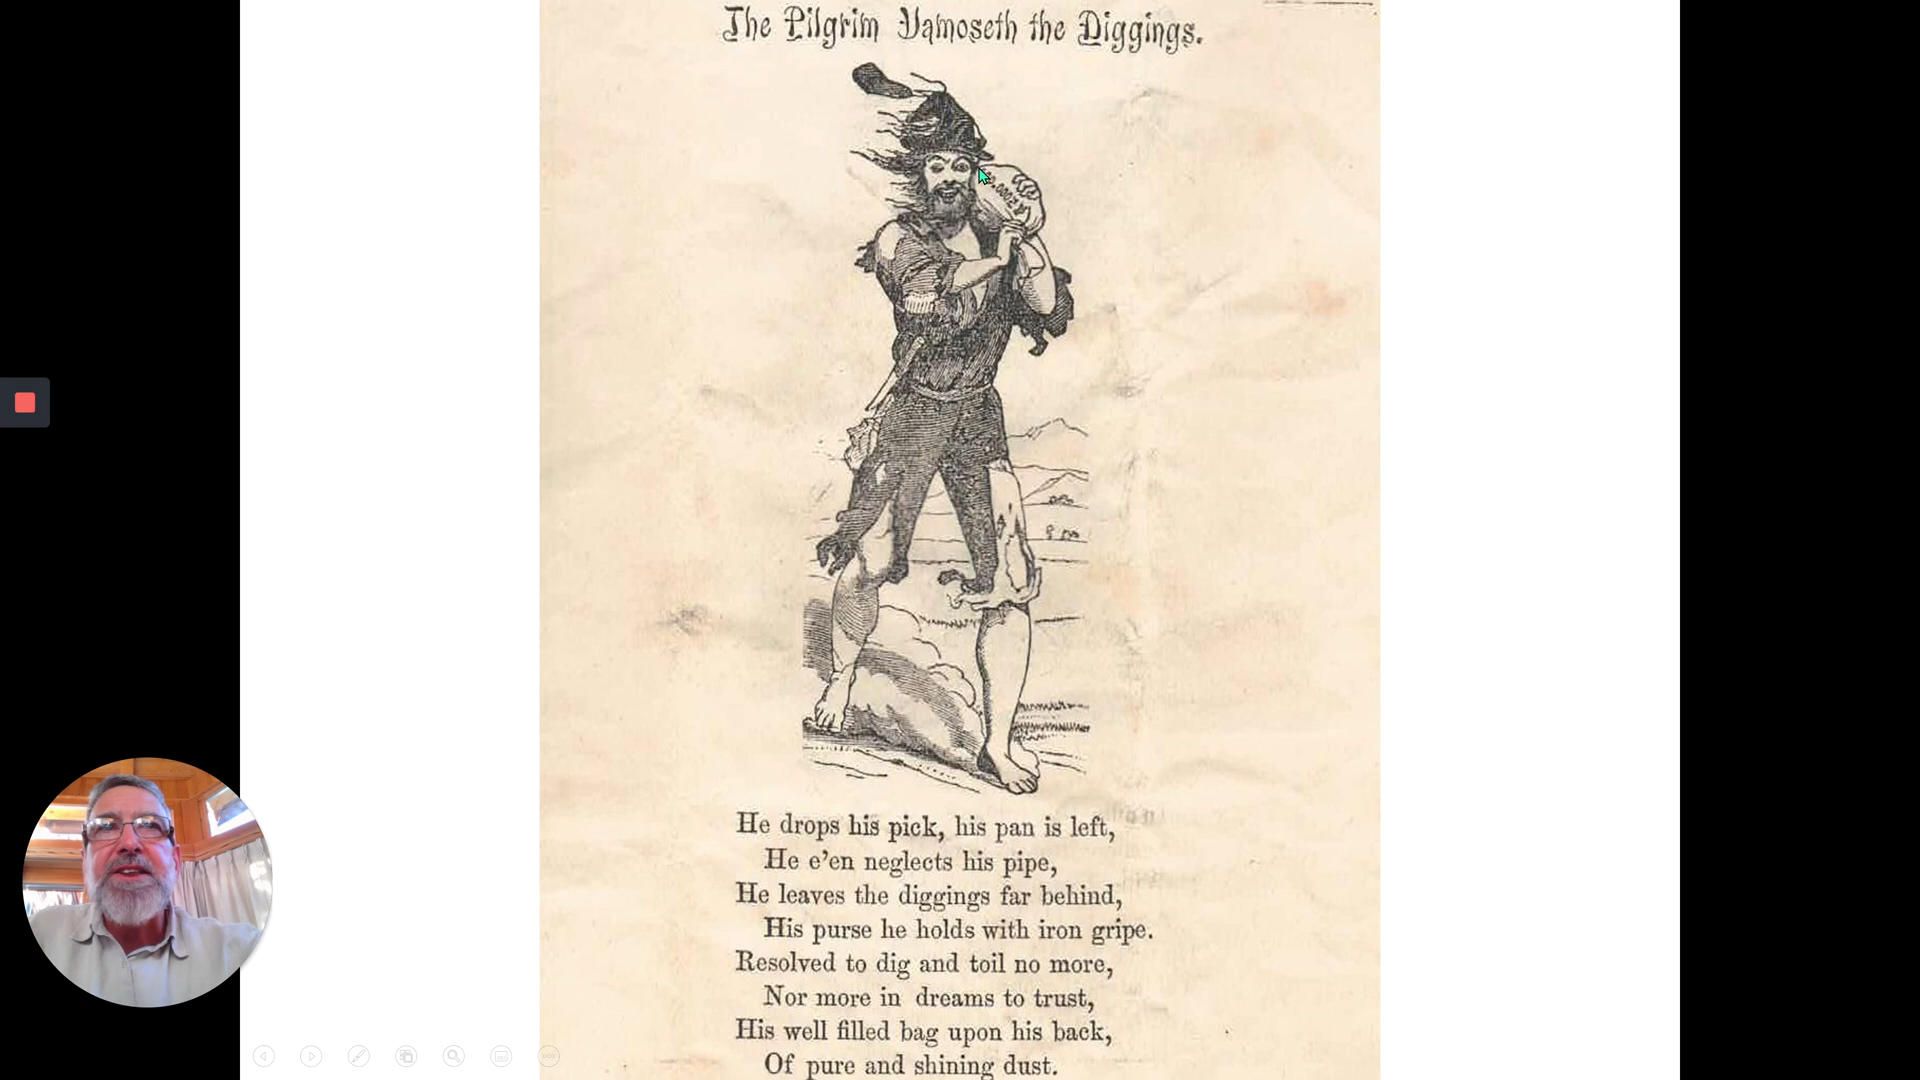 The Pilgrim Vamoseth the Diggings.
He drops his pick, his pan is left,
He e'en neglects his pipe,
He leaves the diggings far behind,
His purse he holds with iron gripe.
Resolved to dig and toil no more,
Nor more in dreams to trust,
His well filled bag upon his back,
Of pure and shining dust.